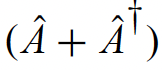 (Â + Â†)